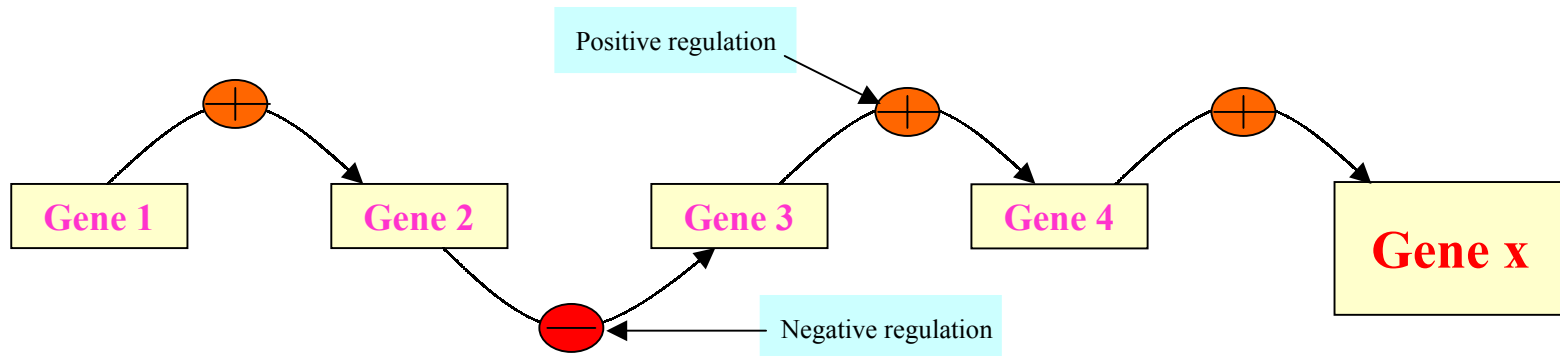 Positive regulation
Gene 1
Gene 2
Gene 3
Gene 4
Gene x
Negative regulation